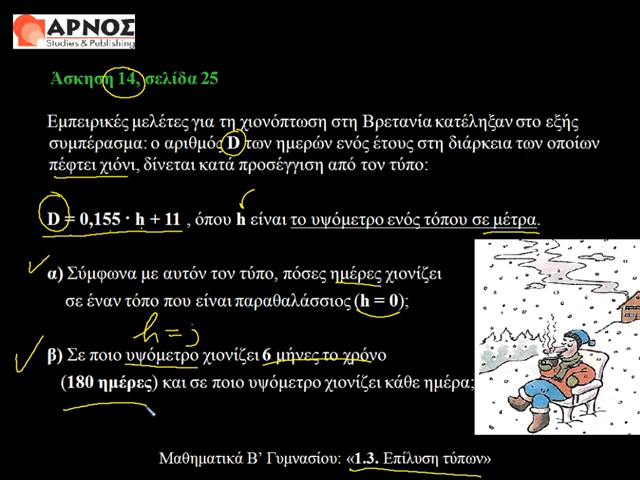 ΑΡΝΟΣ
Studies & Publishing
Άσκηση 14, σελίδα 25
Εμπειρικές μελέτες για τη χιονόπτωση στη Βρετανία κατέληξαν στο εξής
συμπέρασμα: ο αριθμός D των ημερών ενός έτους στη διάρκεια των οποίων
πέφτει χιόνι, δίνεται κατά προσέγγιση από τον τύπο:
D = 0,155 · h + 11 , όπου h είναι το υψόμετρο ενός τόπου σε μέτρα.
α) Σύμφωνα με αυτόν τον τύπο, πόσες ημέρες χιονίζει
σε έναν τόπο που είναι παραθαλάσσιος (h = 0);
h = ;
β) Σε ποιο υψόμετρο χιονίζει 6 μήνες το χρόνο
(180 ημέρες) και σε ποιο υψόμετρο χιονίζει κάθε ημέρα;
Μαθηματικά Β’ Γυμνασίου: «1.3. Επίλυση τύπων»